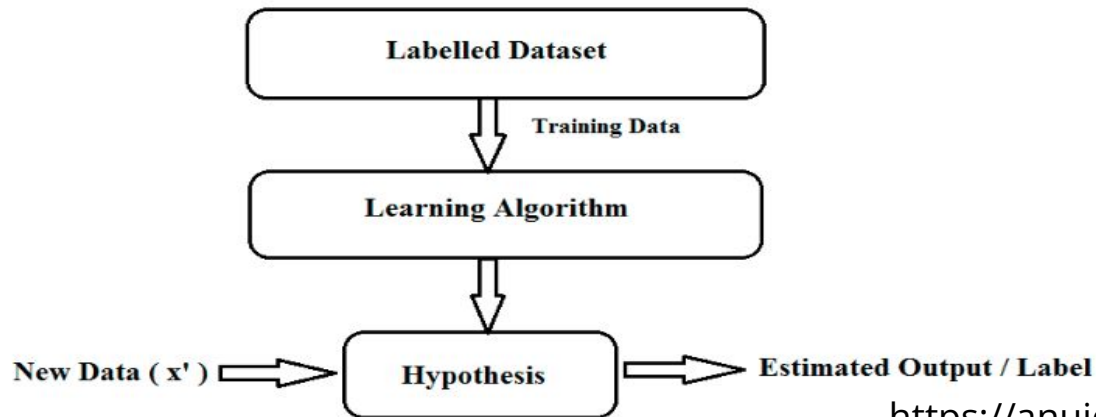 Labelled Dataset
Training Data
Learning Algorithm
New Data ( x' )
Hypothesis
Estimated Output / Label